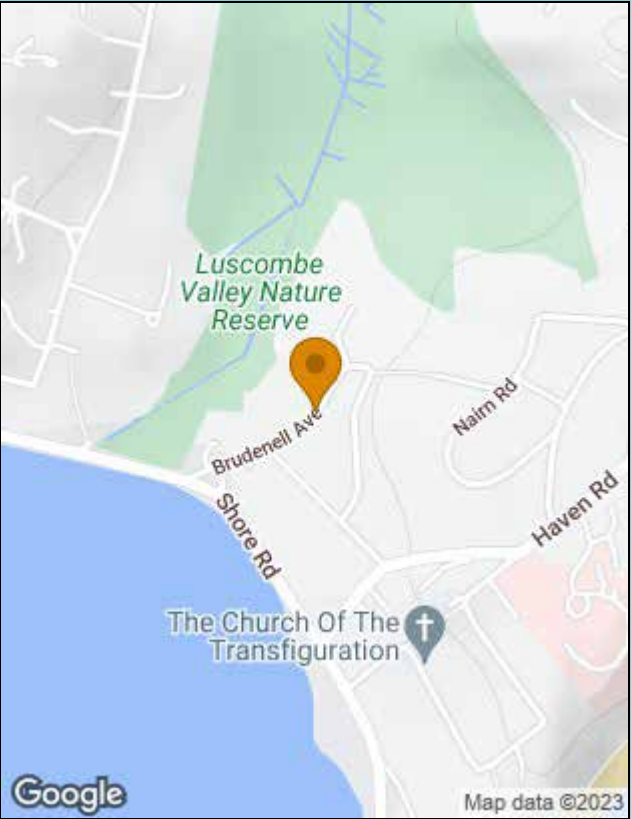 Luscombe
Valley Nature
Reserve
Brudenell Ave
Nairn Rd
Shore Rd
Haven Rd
The Church Of The
Transfiguration
Google
Map data ©2023